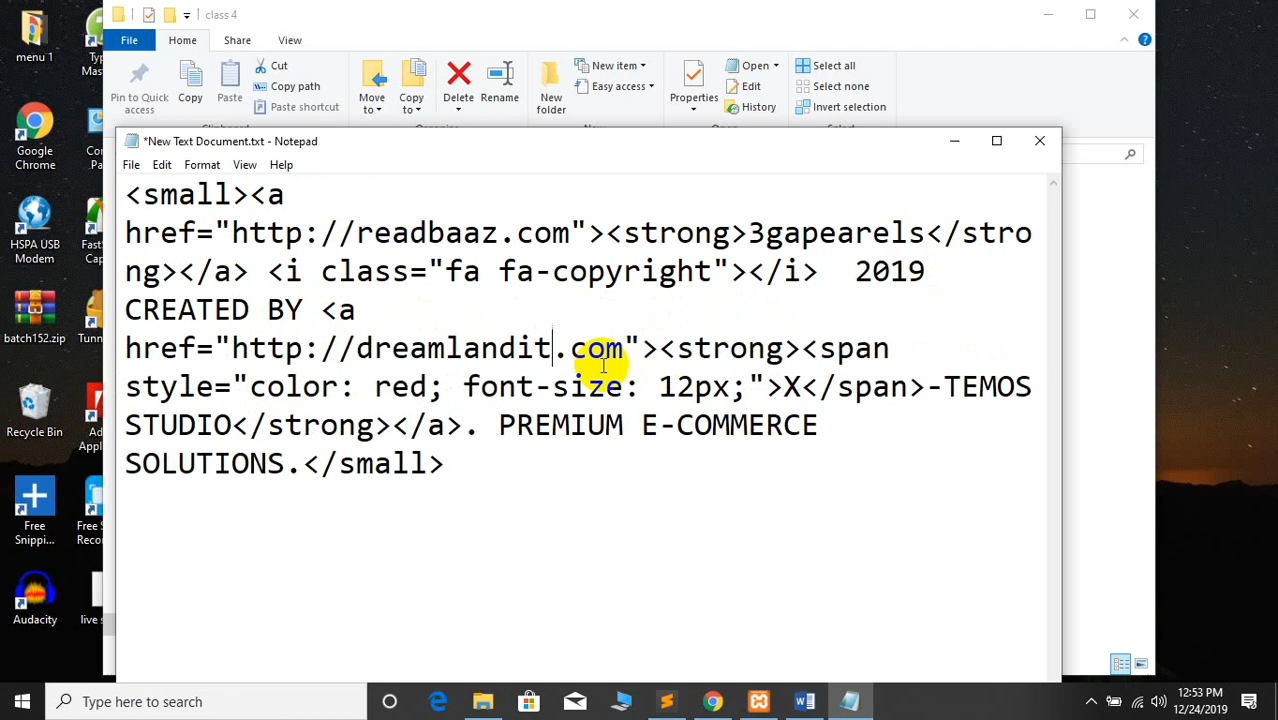 class 4
menu 1
Typ
Mast
File Home Share View
Cut
Copy path
Paste shortcut
New item
Easy access
Open
Edit
History
Select all
Select none
Invert selection
Pin to Quick
access
Copy
Paste
Move
to
Copy
to
Delete
Rename
New
folder
Properties
Google
Chrome
*New Text Document.txt - Notepad
File Edit Format View Help
<small><a
href="http://readbaaz.com"><strong>3gapearels</stro
ng></a> <i class="fa fa-copyright"></i>  2019
CREATED BY <a
href="http://dreamlandit.com"><strong><span
style="color: red; font-size: 12px;">X</span>-TEMOS
STUDIO</strong></a>. PREMIUM E-COMMERCE
SOLUTIONS.</small>
HSPA USB
Modem
batch152.zip
Recycle Bin
Free
Snippi...
Free S
Audacity
live s
Type here to search
12:53 PM
12/24/2019